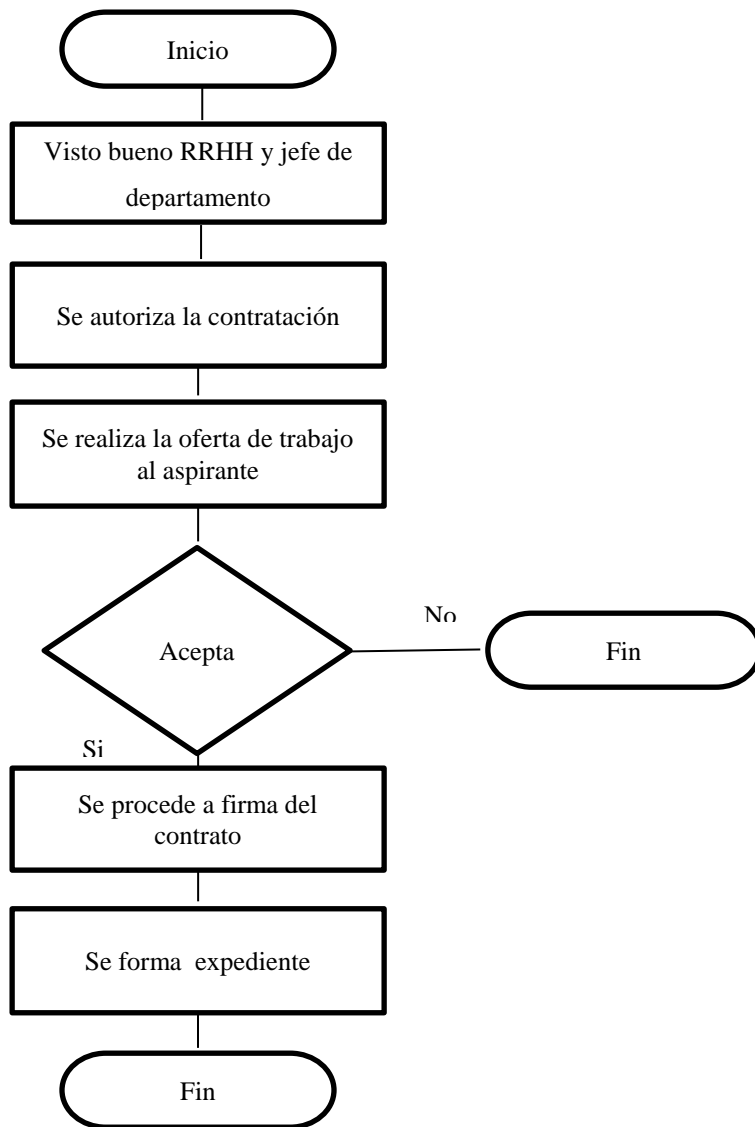 Inicio
Visto bueno RRHH y jefe de
departamento
Se autoriza la contratación
Se realiza la oferta de trabajo
al aspirante
Acepta
No
Fin
Si
Se procede a firma del
contrato
Se forma expediente
Fin